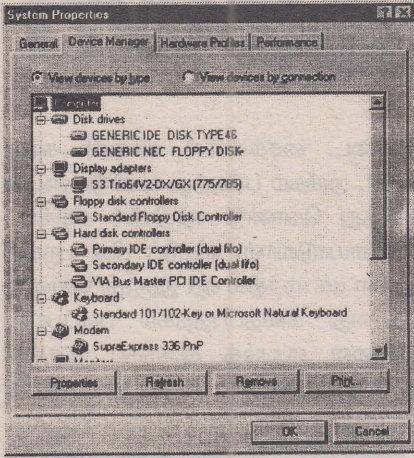 System Properties
General Device Manager Hardware Profiles Performance
View devices by type View devices by connection
Computer
Disk drives
GENERIC IDE DISK TYPE46
GENERIC NEC FLOPPY DISK
Display adapters
S3 Trio64V2-DX/GX (775/785)
Floppy disk controllers
Standard Floppy Disk Controller
Hard disk controllers
Primary IDE controller (dual fifo)
Secondary IDE controller (dual fifo)
VIA Bus Master PCI IDE Controller
Keyboard
Standard 101/102-Key or Microsoft Natural Keyboard
Modem
SupraExpress 336 PnP
Properties Refresh Remove Print...
OK Cancel